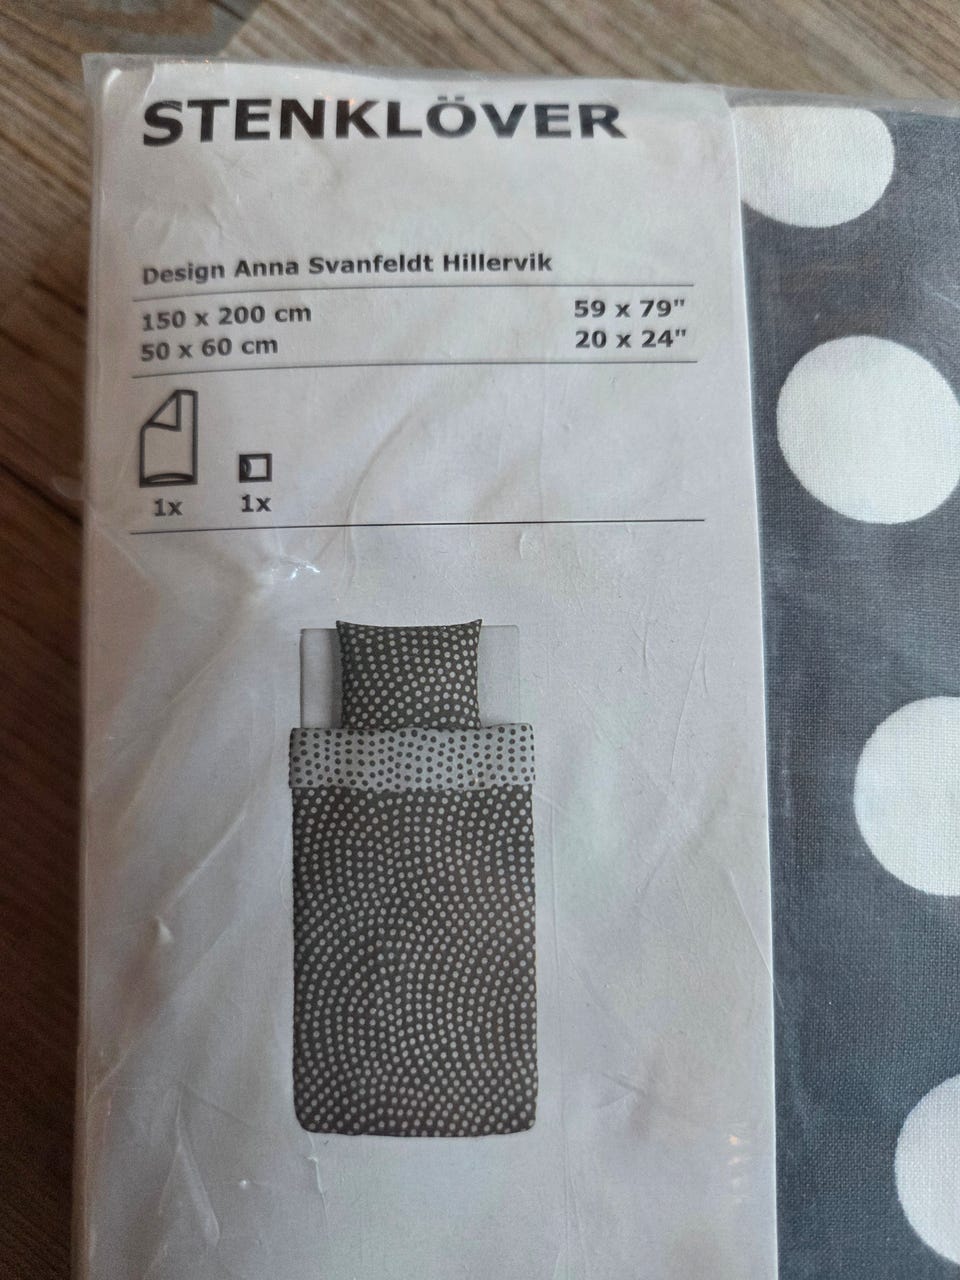 STENKLÖVER
Design Anna Svanfeldt Hillervik
150 x 200 cm 59 x 79"
50 x 60 cm 20 x 24"
1x 1x